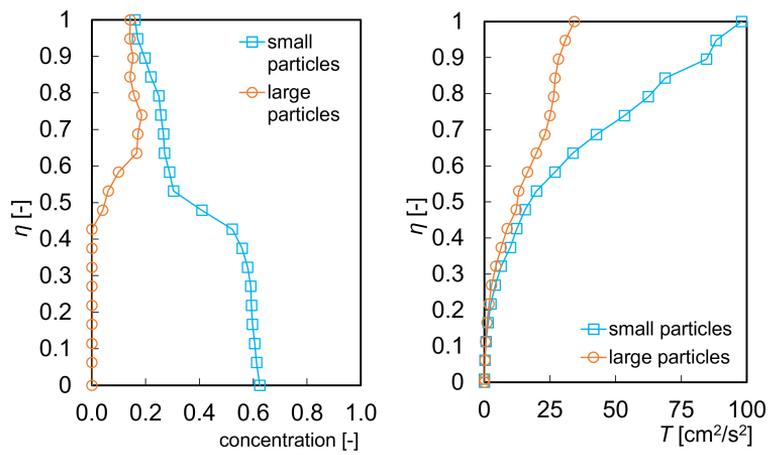 1
0.9
0.8
0.7
0.6
0.5
0.4
0.3
0.2
0.1
0
η [-]
0.0 0.2 0.4 0.6 0.8 1.0
concentration [-]
small
particles
large
particles
1
0.9
0.8
0.7
0.6
0.5
0.4
0.3
0.2
0.1
0
η [-]
0 25 50 75 100
T [cm²/s²]
small particles
large particles